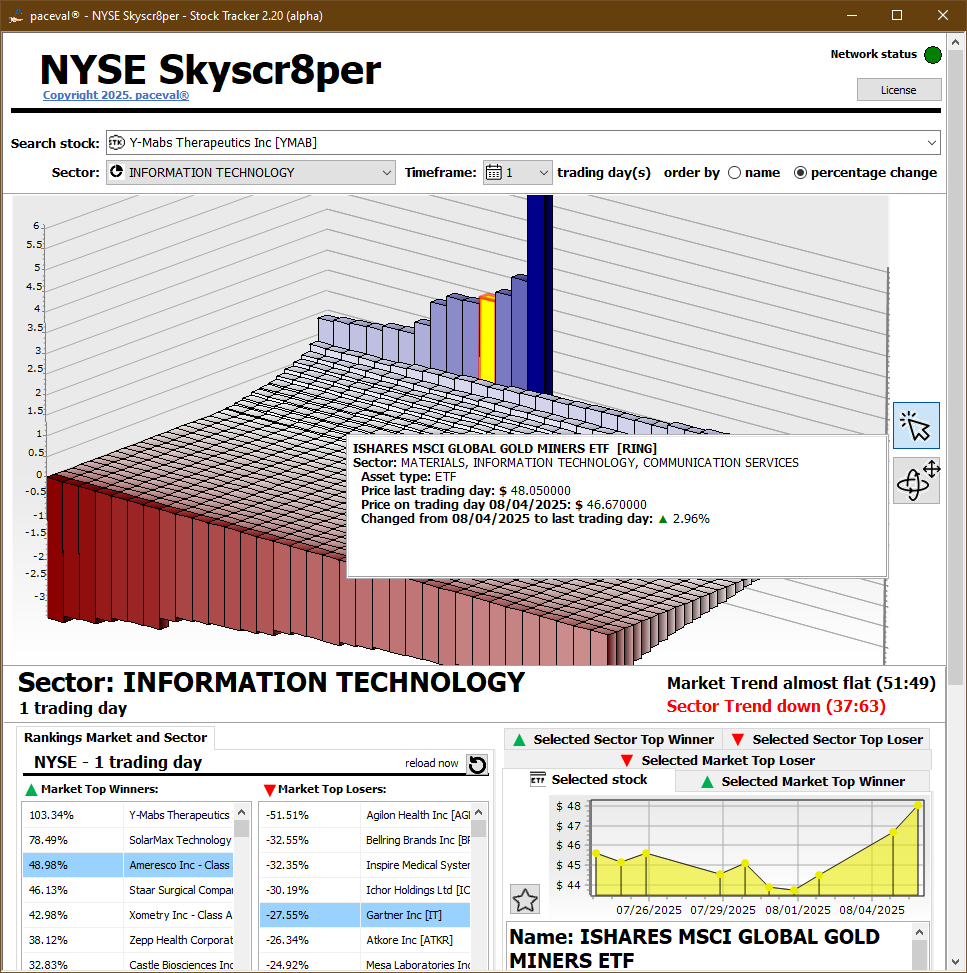 paceval® - NYSE Skyscr8per - Stock Tracker 2.20 (alpha)
NYSE Skyscr8per
Copyright 2025. paceval®
Network status
License
Search stock:
STK
Y-Mabs Therapeutics Inc [YMAB]
Sector:
INFORMATION TECHNOLOGY
Timeframe:
1
trading day(s)
order by
name
percentage change
6
5.5
5
4.5
4
3.5
3
2.5
2
1.5
1
0.5
0
-0.5
-1
-1.5
-2
-2.5
-3
ISHARES MSCI GLOBAL GOLD MINERS ETF [RING]
Sector: MATERIALS, INFORMATION TECHNOLOGY, COMMUNICATION SERVICES
Asset type: ETF
Price last trading day: $ 48.050000
Price on trading day 08/04/2025: $ 46.670000
Changed from 08/04/2025 to last trading day: ▲ 2.96%
Sector: INFORMATION TECHNOLOGY
1 trading day
Market Trend almost flat (51:49)
Sector Trend down (37:63)
Rankings Market and Sector
NYSE - 1 trading day
reload now
Market Top Winners:
103.34% Y-Mabs Therapeutics
78.49% SolarMax Technology
48.98% Ameresco Inc - Class
46.13% Staar Surgical Compar
42.98% Xometry Inc - Class A
38.12% Zepp Health Corporat
32.83% Castle Biosciences Inc
Market Top Losers:
-51.51% Agilon Health Inc [AGI
-32.55% Bellring Brands Inc [BF
-32.35% Inspire Medical System
-30.19% Ichor Holdings Ltd [IC
-27.55% Gartner Inc [IT]
-26.34% Atkore Inc [ATKR]
-24.92% Mesa Laboratories Inc
Selected Sector Top Winner
Selected Sector Top Loser
Selected Market Top Loser
ETF
Selected stock
Selected Market Top Winner
$ 48
$ 47
$ 46
$ 45
$ 44
07/26/2025 07/29/2025 08/01/2025 08/04/2025
Name: ISHARES MSCI GLOBAL GOLD
MINERS ETF